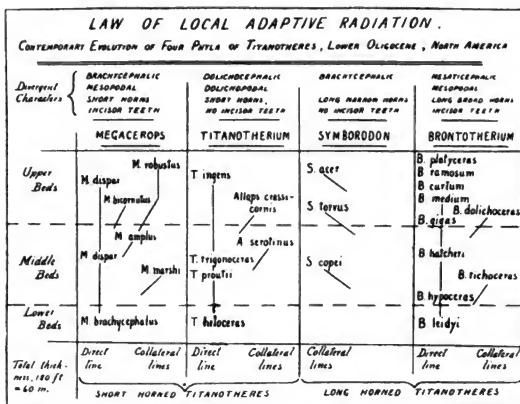 LAW OF LOCAL ADAPTIVE RADIATION.
CONTEMPORARY EVOLUTION OF FOUR PHYLA OF TITANOTHERES, LOWER OLIGOCENE, NORTH AMERICA
Divergent
Characters
BRACHYCEPHALIC
MESOPODAL
SHORT HORNS
INCISOR TEETH
DOLICHOCEPHALIC
DOLICHOPODAL
SHORT HORNS,
NO INCISOR TEETH
BRACHYCEPHALIC
LONG NARROW HORNS
NO INCISOR TEETH
MESATICEPHALIC
MESOPODAL
LONG BROAD HORNS
INCISOR TEETH
MEGACEROPS
TITANOTHERIUM
SYMBORODON
BRONTOTHERIUM
Upper
Beds
M. robustus
M. dispar
M. bicornutus
M. amplus
T ingens
Allops crassi-
cornis
S. acer
S. torvus
B. platyceras
B ramosum
B curtum
B medium
B. gigas
B. dolichoceras
Middle
Beds
M. dispar
M. marshi
A serotinus
T. trigonoceras
T proutii
S copei
B hatcheri
B. tichoceras
B. hypoceras
Lower
Beds
M. brachycephalus
T heloceras
B leidyi
Total thick-
ness, 180 ft
= 60 m.
Direct
line
Collateral
lines
Direct
line
Collateral
lines
Collateral
lines
Direct
line
Collateral
lines
SHORT HORNED TITANOTHERES
LONG HORNED TITANOTHERES